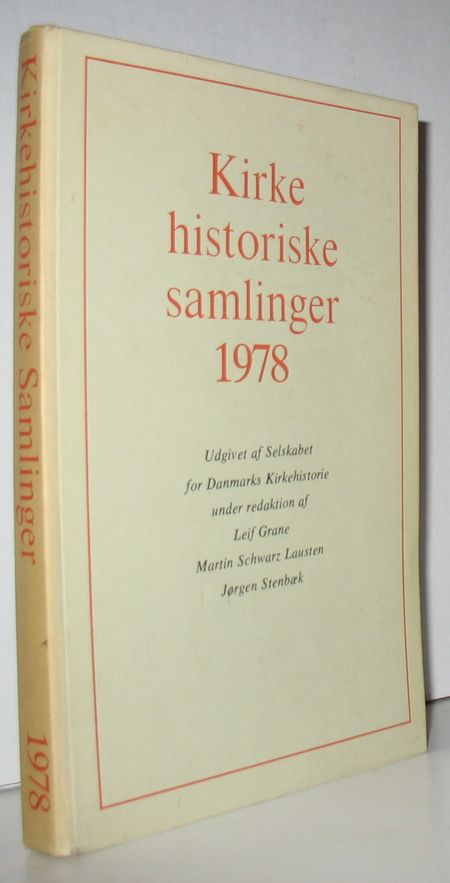 Kirkehistoriske Samlinger 1978
Kirke
historiske
samlinger
1978
Udgivet af Selskabet
for Danmarks Kirkehistorie
under redaktion af
Leif Grane
Martin Schwarz Lausten
Jørgen Stenbæk